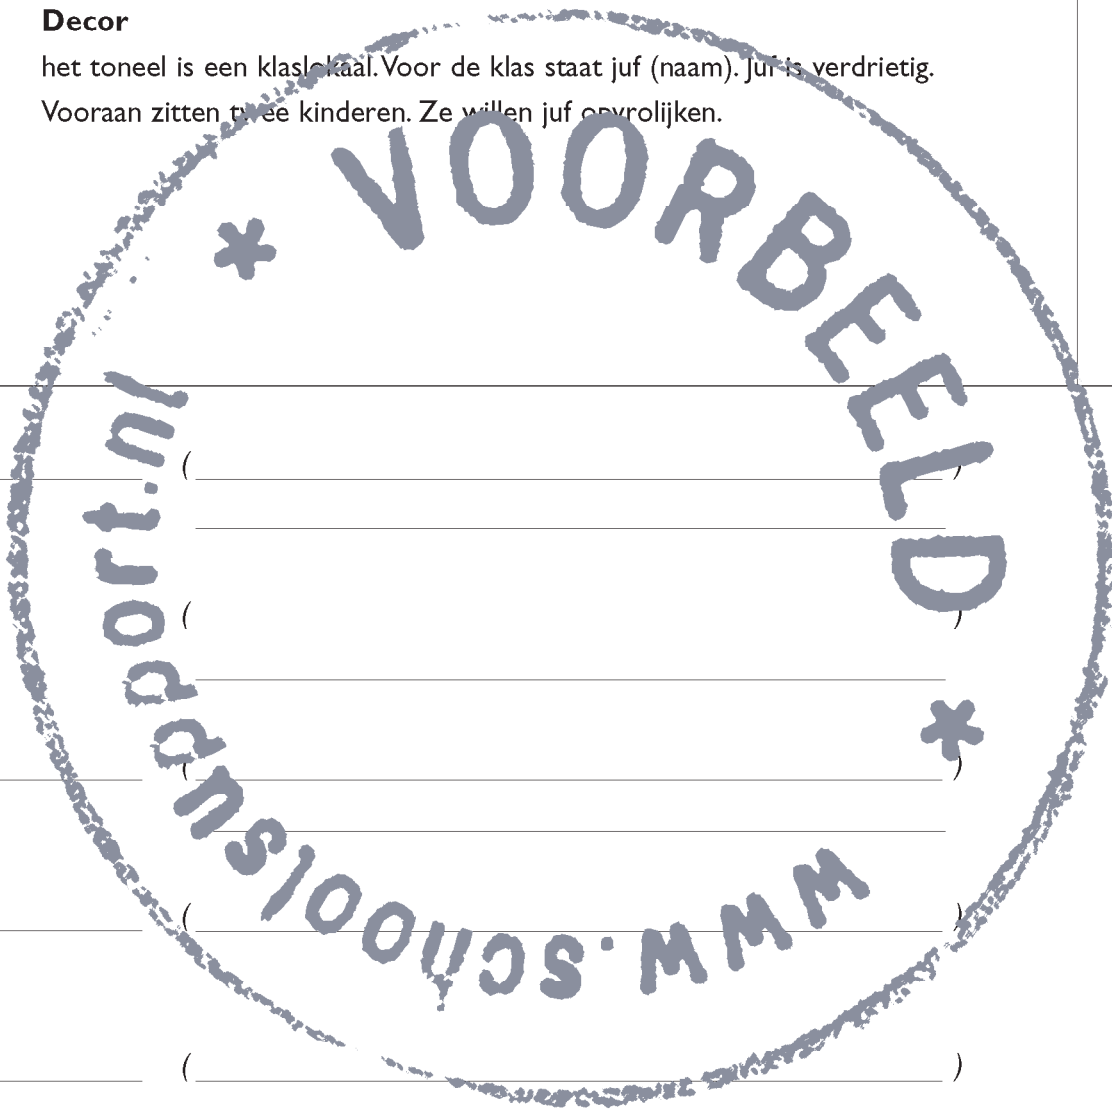 Decor
het toneel is een klaslokaal. Voor de klas staat juf (naam). Juf is verdrietig.
Vooraan zitten twee kinderen. Ze willen juf opvrolijken.
* VOORBEELD *
www.schoolsupport.nl
( )
( )
( )
( )
( )